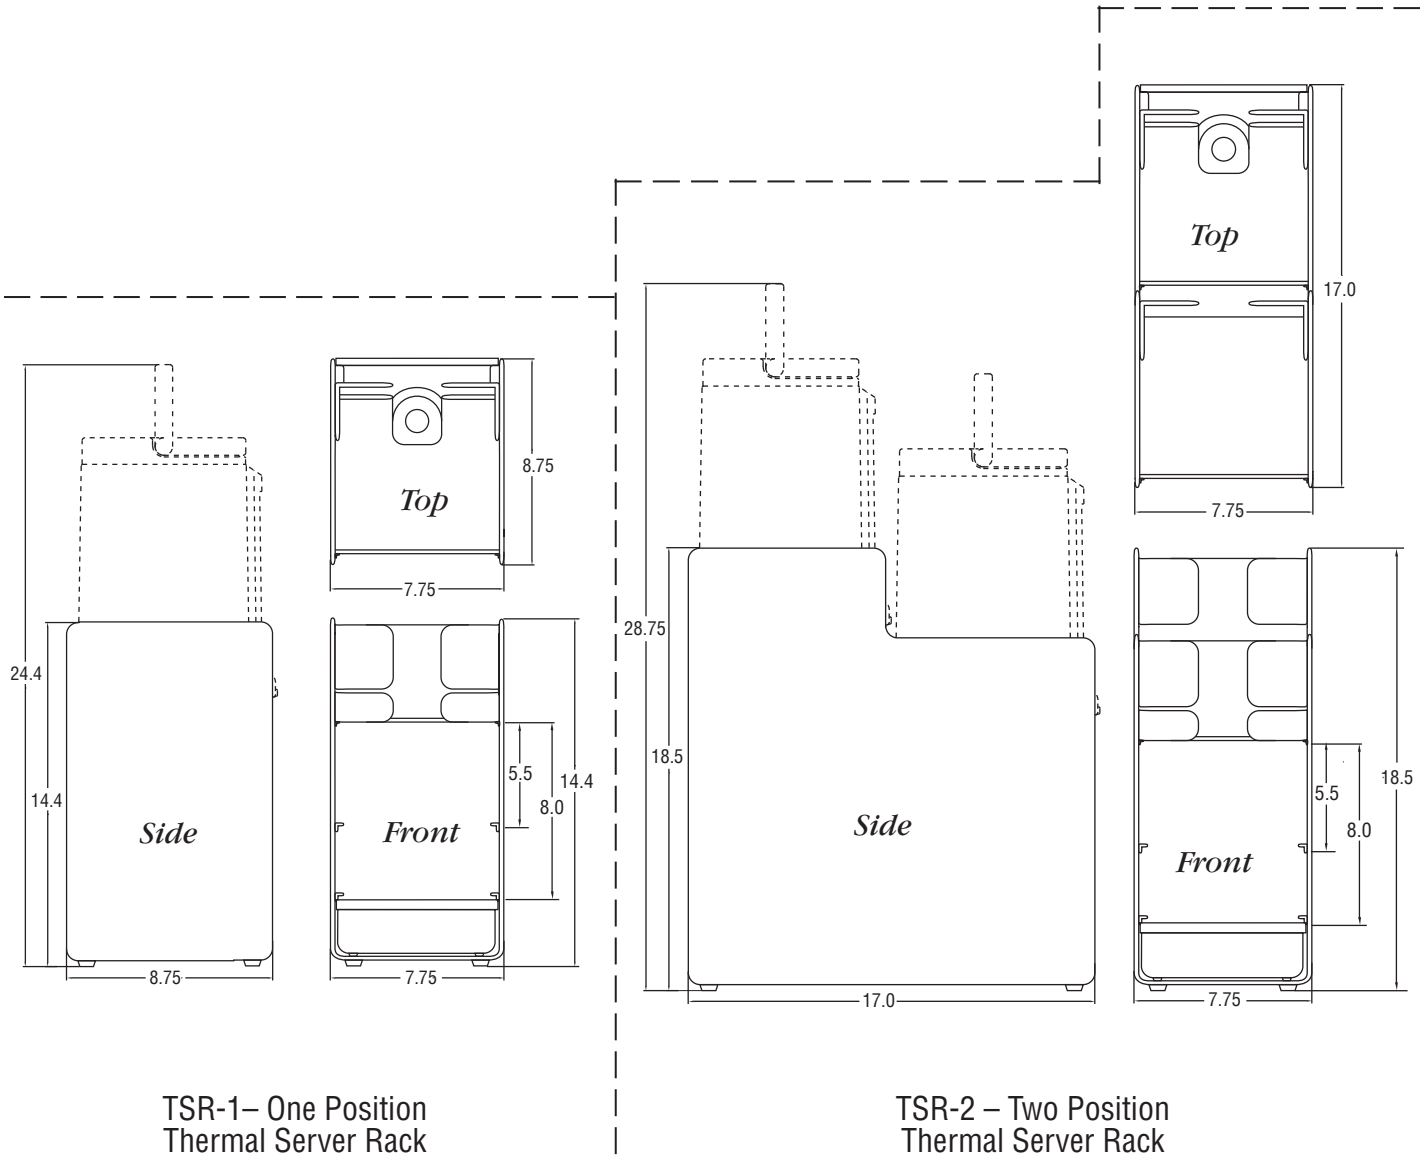 Top
17.0
7.75
Top
8.75
7.75
24.4
14.4
Side
8.75
Front
5.5
8.0
14.4
7.75
28.75
18.5
Side
17.0
Front
5.5
8.0
18.5
7.75
TSR-1– One Position
Thermal Server Rack
TSR-2 – Two Position
Thermal Server Rack